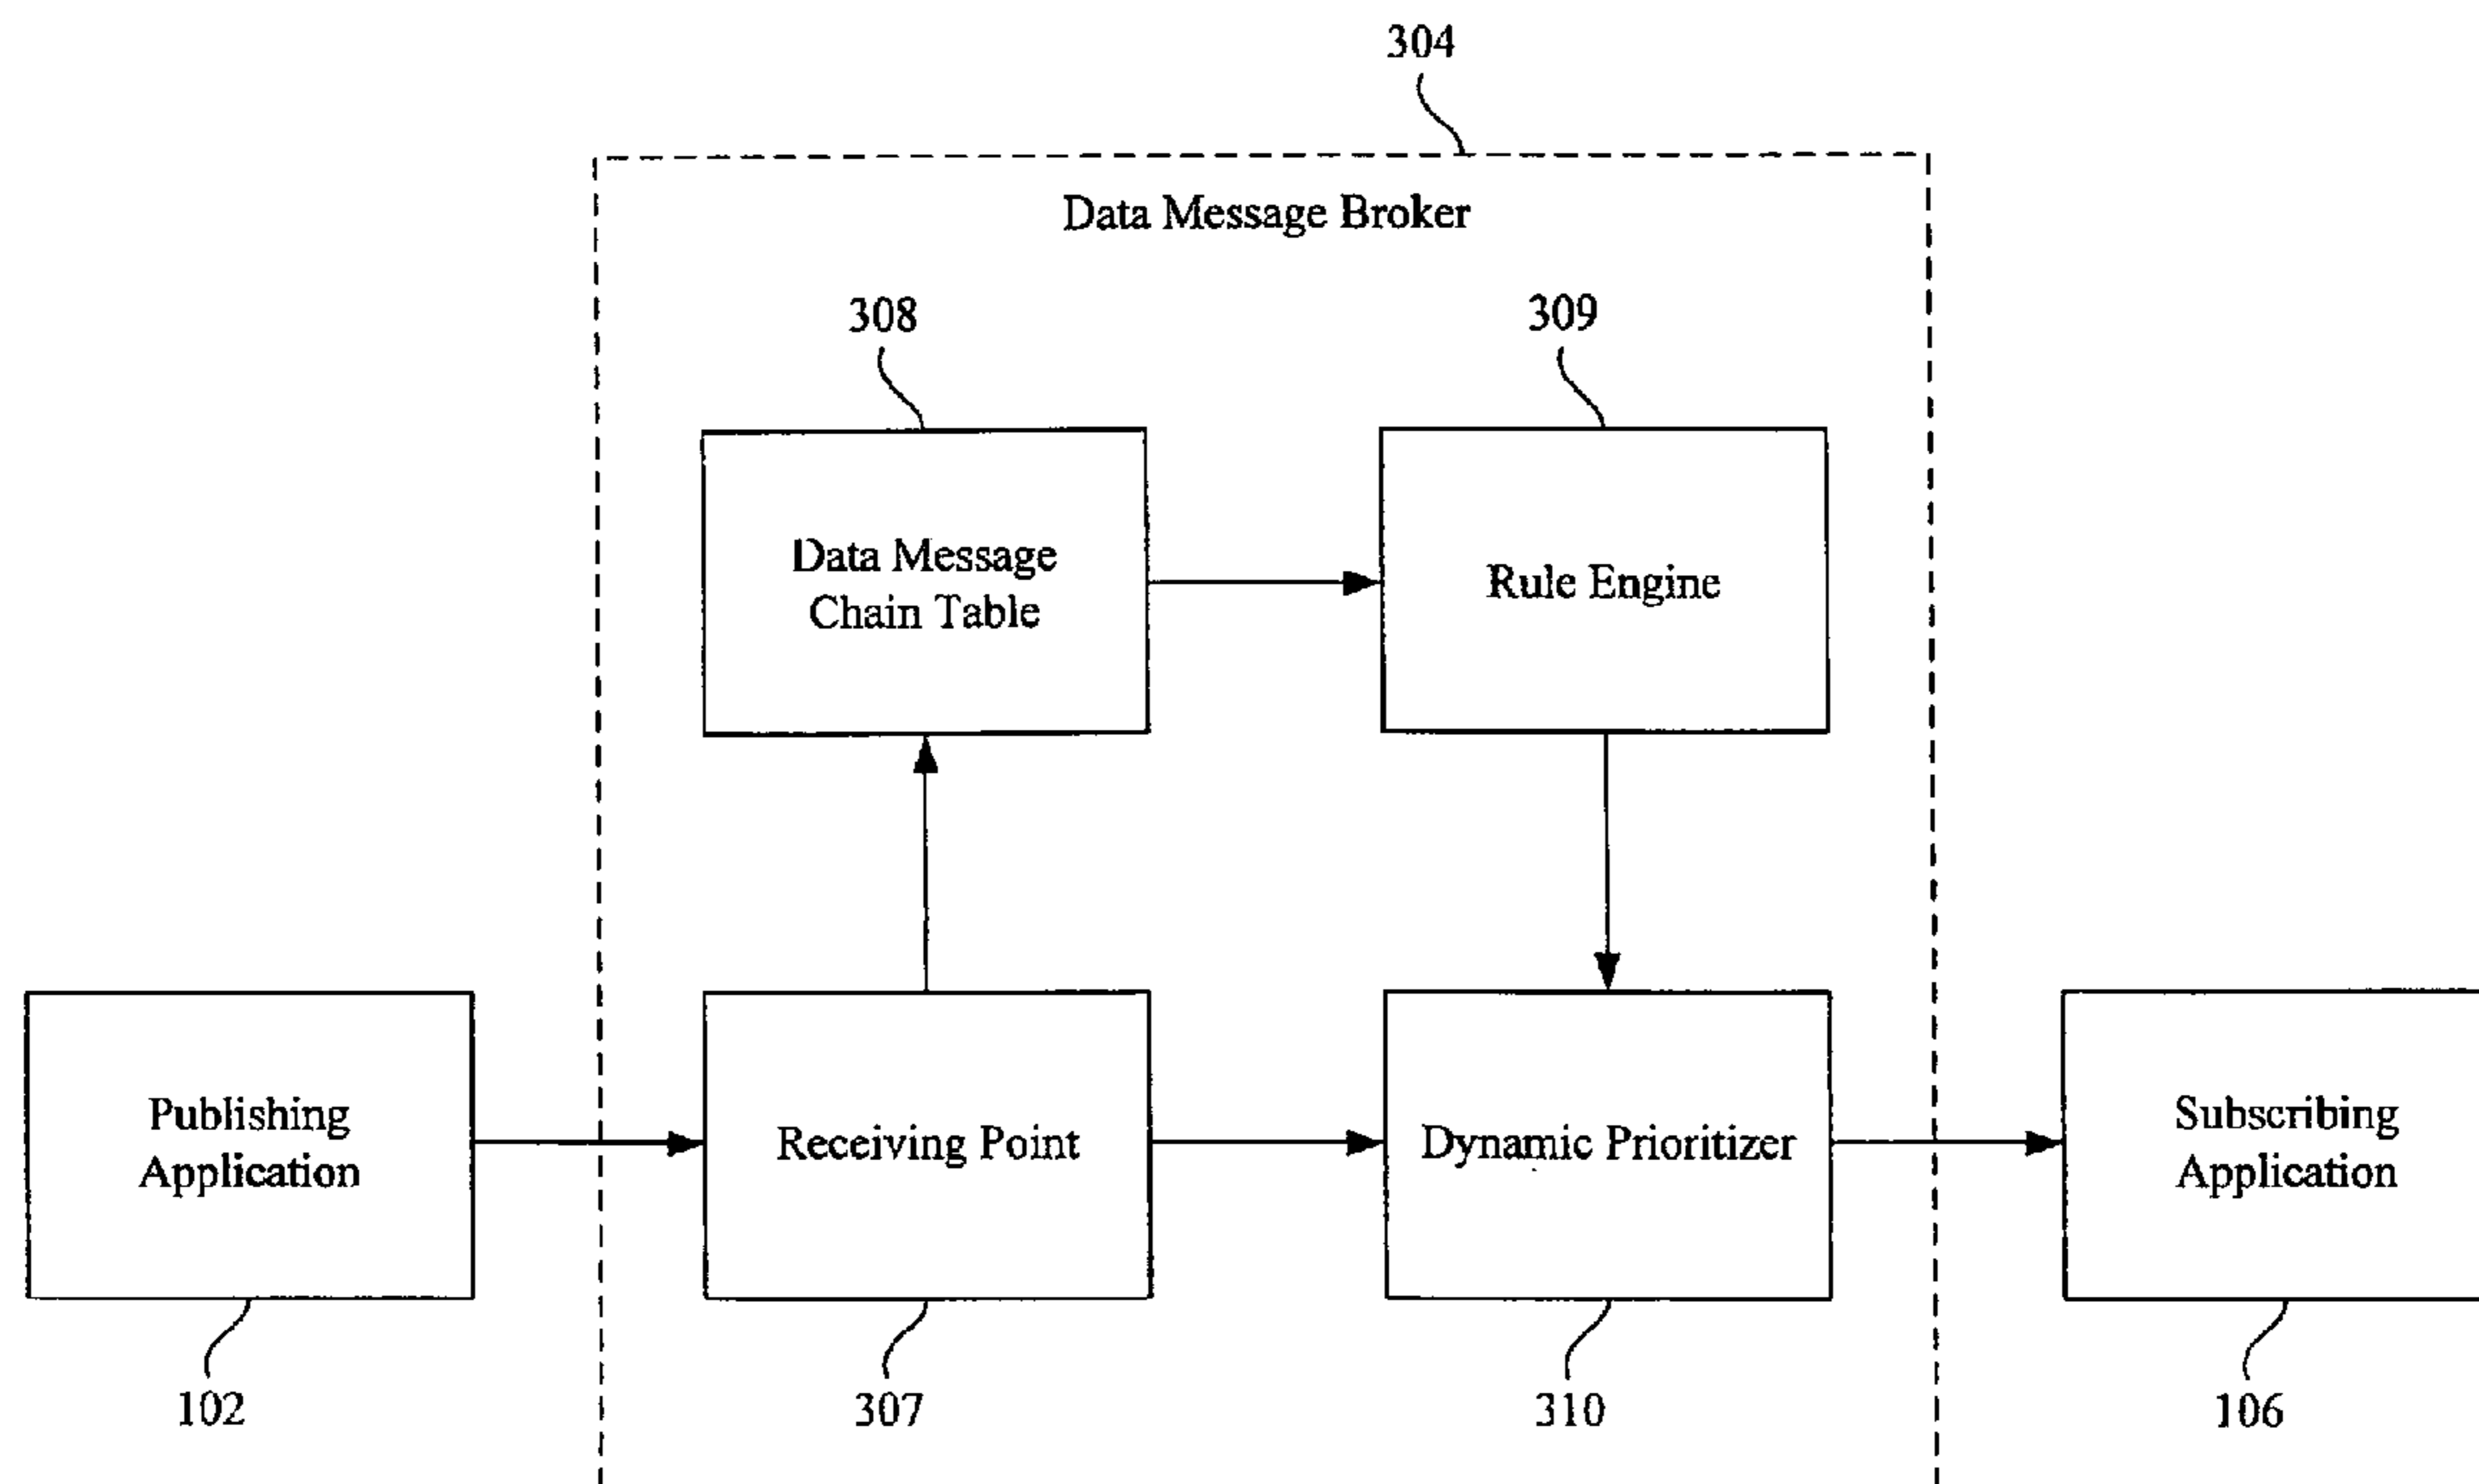 304
Data Message Broker
308
309
Data Message
Chain Table
Rule Engine
Publishing
Application
Receiving Point
Dynamic Prioritizer
Subscribing
Application
102
307
310
106